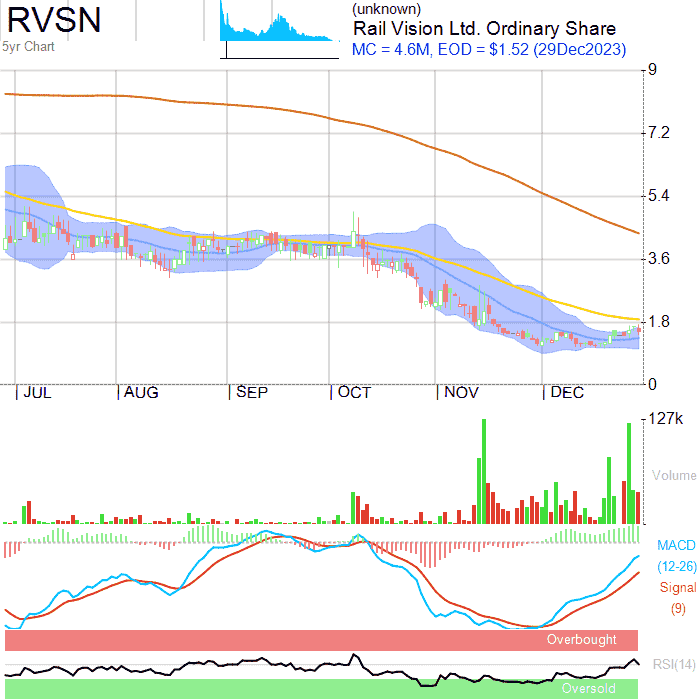 RVSN
5yr Chart
(unknown)
Rail Vision Ltd. Ordinary Share
MC = 4.6M, EOD = $1.52 (29Dec2023)
9
7.2
5.4
3.6
1.8
0
JUL AUG SEP OCT NOV DEC
127k
Volume
MACD
(12-26)
Signal
(9)
Overbought
RSI(14)
Oversold